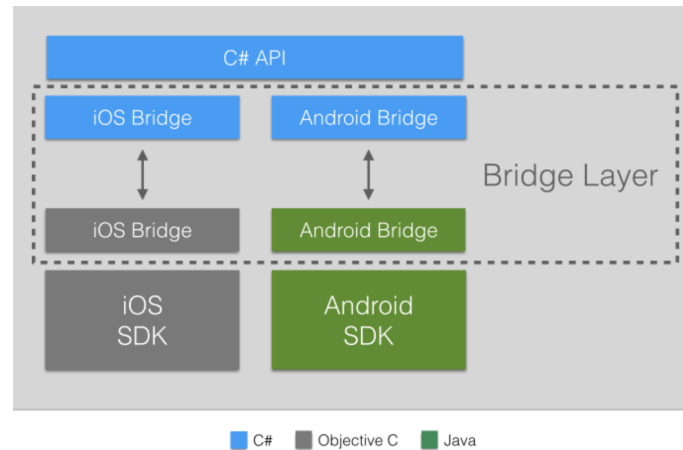 C# API
iOS Bridge
Android Bridge
Bridge Layer
iOS Bridge
Android Bridge
iOS
SDK
Android
SDK
C#
Objective C
Java